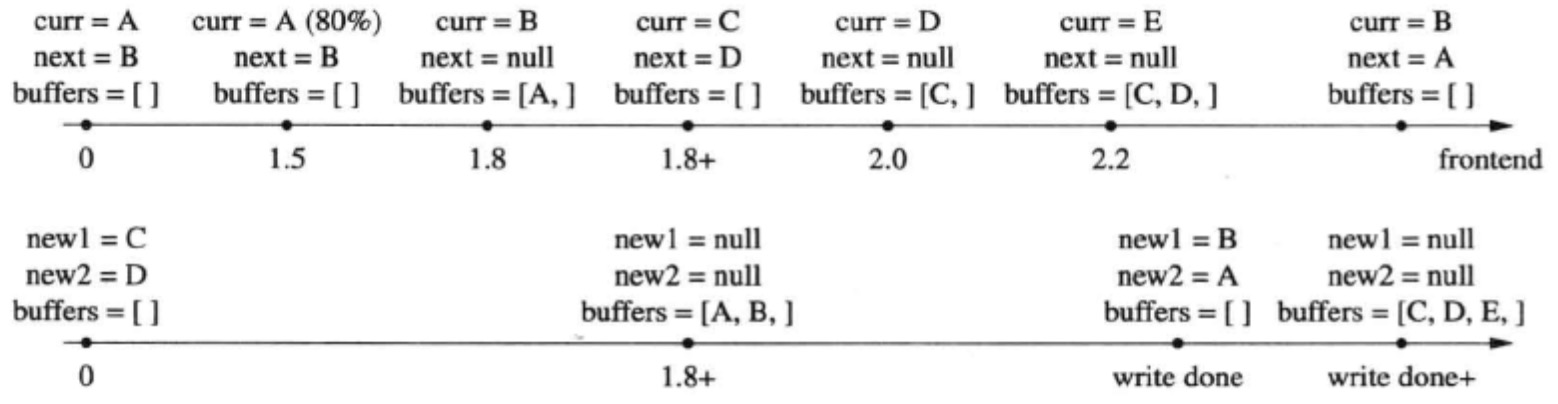 curr = A curr = A (80%) curr = B curr = C curr = D curr = E curr = B
next = B next = B next = null next = D next = null next = null next = A
buffers = [ ] buffers = [ ] buffers = [A, ] buffers = [ ] buffers = [C, ] buffers = [C, D, ] buffers = [ ]
0 1.5 1.8 1.8+ 2.0 2.2 frontend
new1 = C new1 = null new1 = B new1 = null
new2 = D new2 = null new2 = A new2 = null
buffers = [ ] buffers = [A, B, ] buffers = [ ] buffers = [C, D, E, ]
0 1.8+ write done write done+